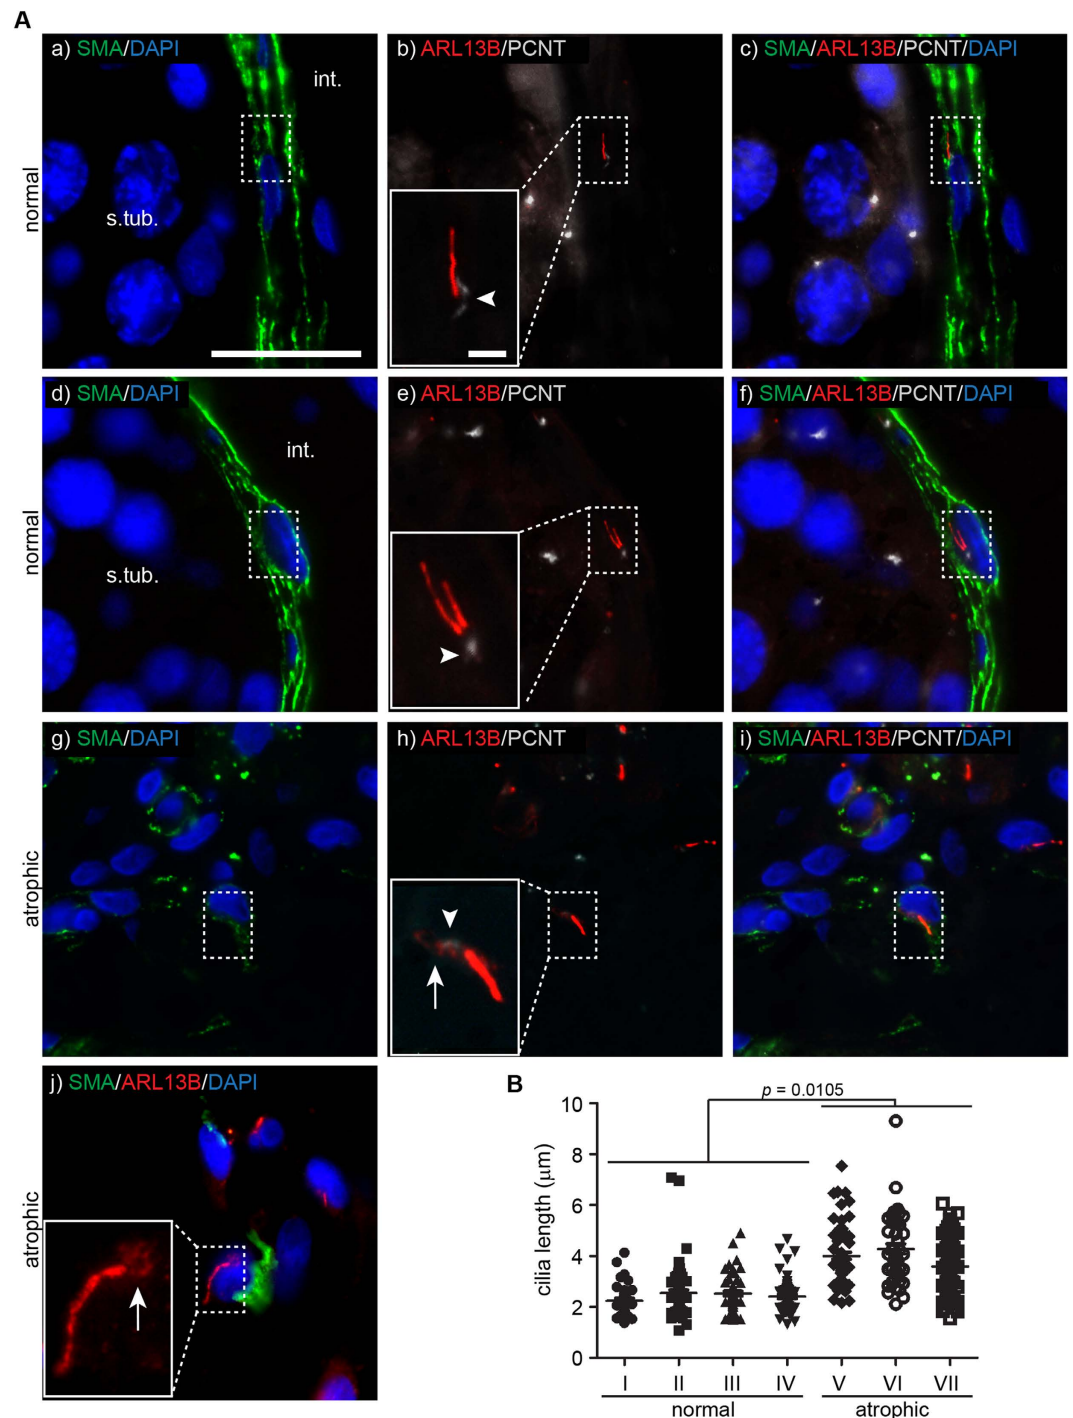 A
a) SMA/DAPI
int.
s.tub.
b) ARL13B/PCNT
c) SMA/ARL13B/PCNT/DAPI
normal
d) SMA/DAPI
int.
s.tub.
e) ARL13B/PCNT
f) SMA/ARL13B/PCNT/DAPI
normal
g) SMA/DAPI
h) ARL13B/PCNT
i) SMA/ARL13B/PCNT/DAPI
atrophic
j) SMA/ARL13B/DAPI
atrophic
B
p = 0.0105
cilia length (μm)
10
8
6
4
2
0
I II III IV V VI VII
normal atrophic